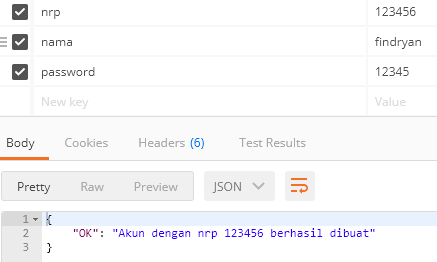 nrp 123456
nama findryan
password 12345
New key Value
Body Cookies Headers (6) Test Results
Pretty Raw Preview JSON
1 {
2 "OK": "Akun dengan nrp 123456 berhasil dibuat"
3 }